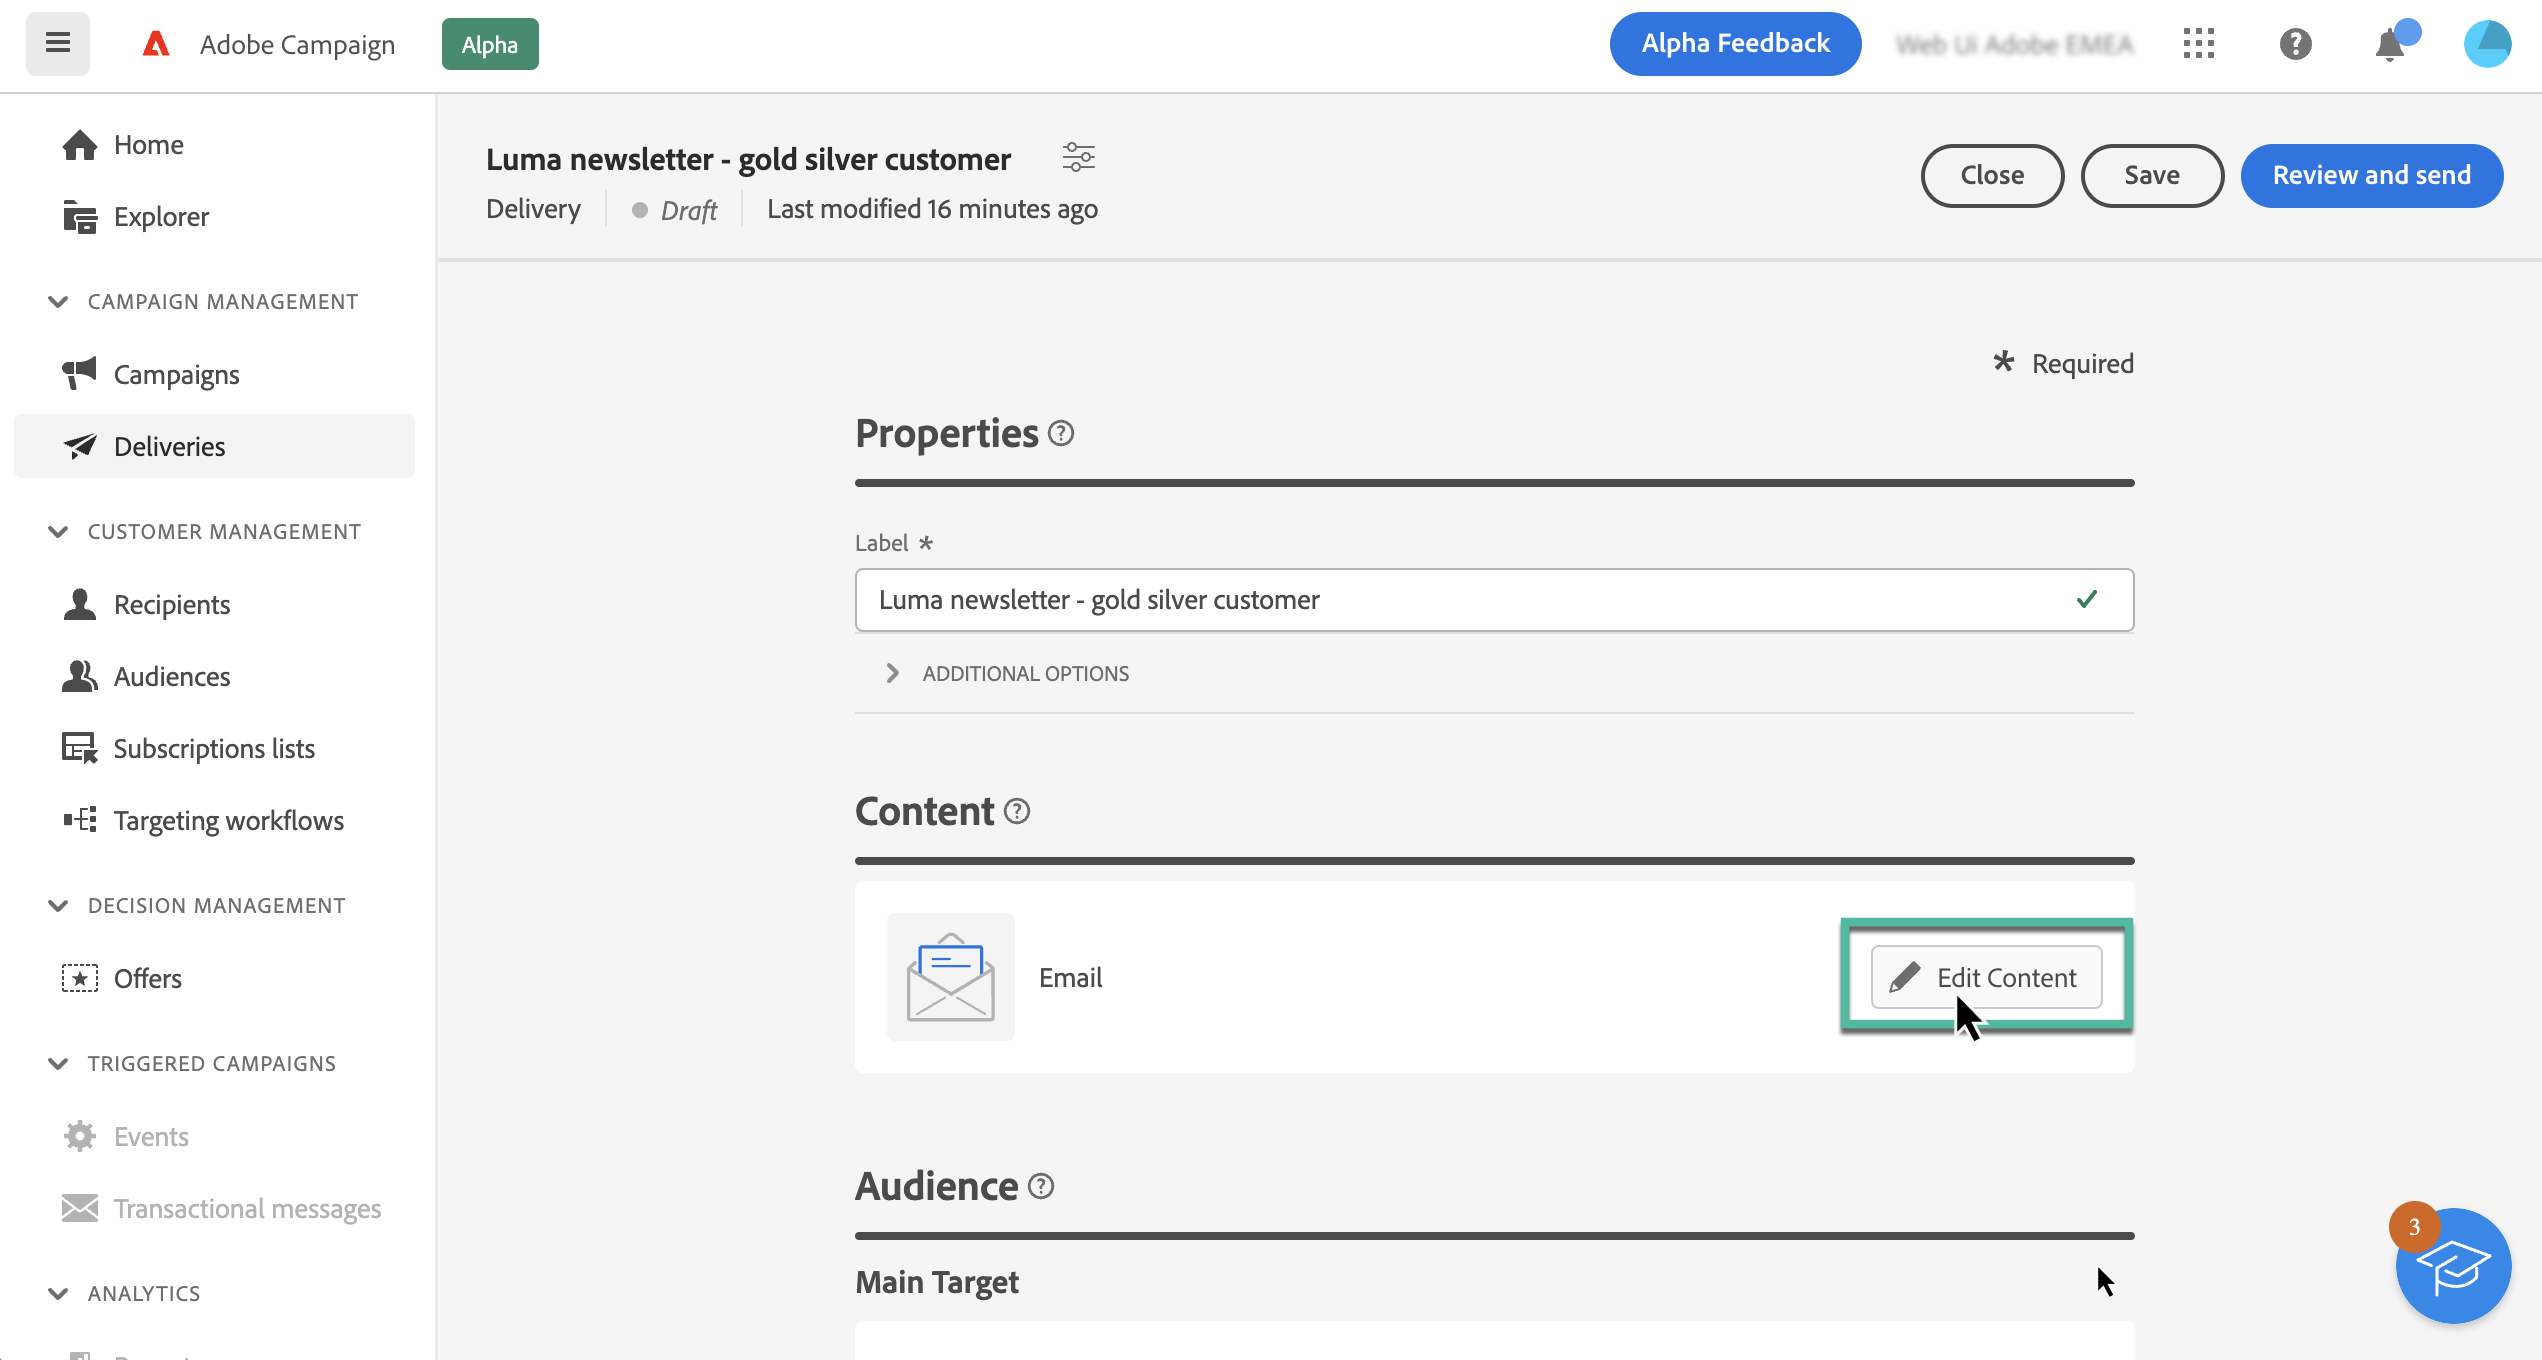 Adobe Campaign
Alpha
Alpha Feedback
Home
Explorer
CAMPAIGN MANAGEMENT
Campaigns
Deliveries
CUSTOMER MANAGEMENT
Recipients
Audiences
Subscriptions lists
Targeting workflows
DECISION MANAGEMENT
Offers
TRIGGERED CAMPAIGNS
Events
Transactional messages
ANALYTICS
Luma newsletter - gold silver customer
Delivery Draft Last modified 16 minutes ago
Close
Save
Review and send
* Required
Properties ?
Label *
Luma newsletter - gold silver customer
ADDITIONAL OPTIONS
Content ?
Email
Edit Content
Audience ?
Main Target
3